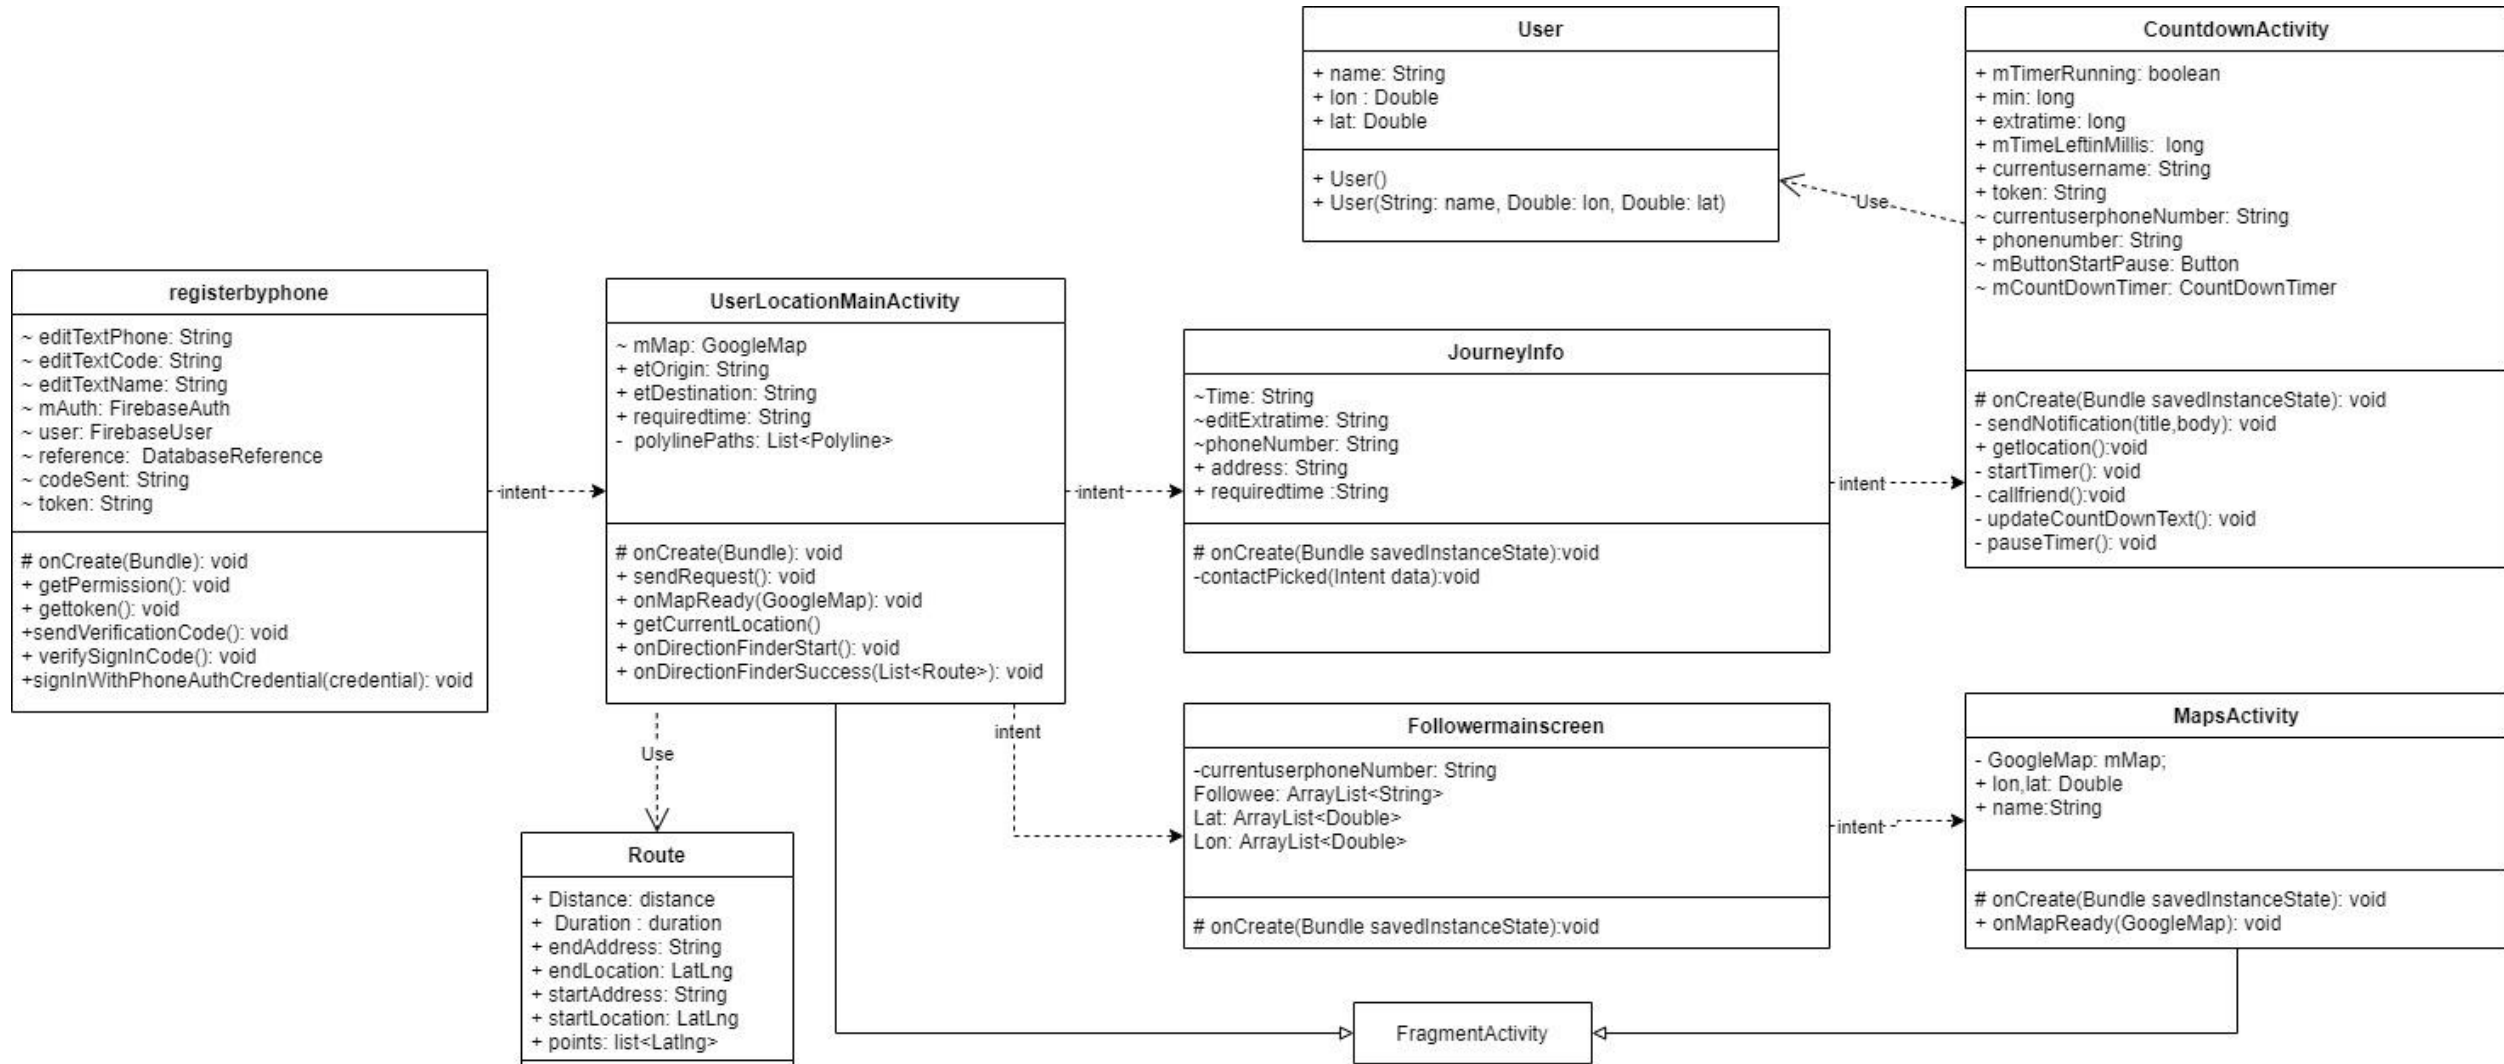 User
+ name: String
+ lon : Double
+ lat: Double
+ User()
+ User(String: name, Double: lon, Double: lat)
Use
CountdownActivity
+ mTimerRunning: boolean
+ min: long
+ extratime: long
+ mTimeLeftinMillis:  long
+ currentusername: String
+ token: String
~ currentuserphoneNumber: String
+ phonenumber: String
~ mButtonStartPause: Button
~ mCountDownTimer: CountDownTimer
# onCreate(Bundle savedInstanceState): void
- sendNotification(title,body): void
+ getlocation():void
- startTimer(): void
- callfriend():void
- updateCountDownText(): void
- pauseTimer(): void
registerbyphone
~ editTextPhone: String
~ editTextCode: String
~ editTextName: String
~ mAuth: FirebaseAuth
~ user: FirebaseUser
~ reference:  DatabaseReference
~ codeSent: String
~ token: String
# onCreate(Bundle): void
+ getPermission(): void
+ gettoken(): void
+sendVerificationCode(): void
+ verifySignInCode(): void
+signInWithPhoneAuthCredential(credential): void
intent
UserLocationMainActivity
~ mMap: GoogleMap
+ etOrigin: String
+ etDestination: String
+ requiredtime: String
-  polylinePaths: List<Polyline>
# onCreate(Bundle): void
+ sendRequest(): void
+ onMapReady(GoogleMap): void
+ getCurrentLocation()
+ onDirectionFinderStart(): void
+ onDirectionFinderSuccess(List<Route>): void
intent
JourneyInfo
~Time: String
~editExtratime: String
~phoneNumber: String
+ address: String
+ requiredtime :String
# onCreate(Bundle savedInstanceState):void
-contactPicked(Intent data):void
intent
Use
intent
Route
+ Distance: distance
+  Duration : duration
+ endAddress: String
+ endLocation: LatLng
+ startAddress: String
+ startLocation: LatLng
+ points: list<Latlng>
Followermainscreen
-currentuserphoneNumber: String
Followee: ArrayList<String>
Lat: ArrayList<Double>
Lon: ArrayList<Double>
# onCreate(Bundle savedInstanceState):void
intent
MapsActivity
- GoogleMap: mMap;
+ lon,lat: Double
+ name:String
# onCreate(Bundle savedInstanceState): void
+ onMapReady(GoogleMap): void
FragmentActivity